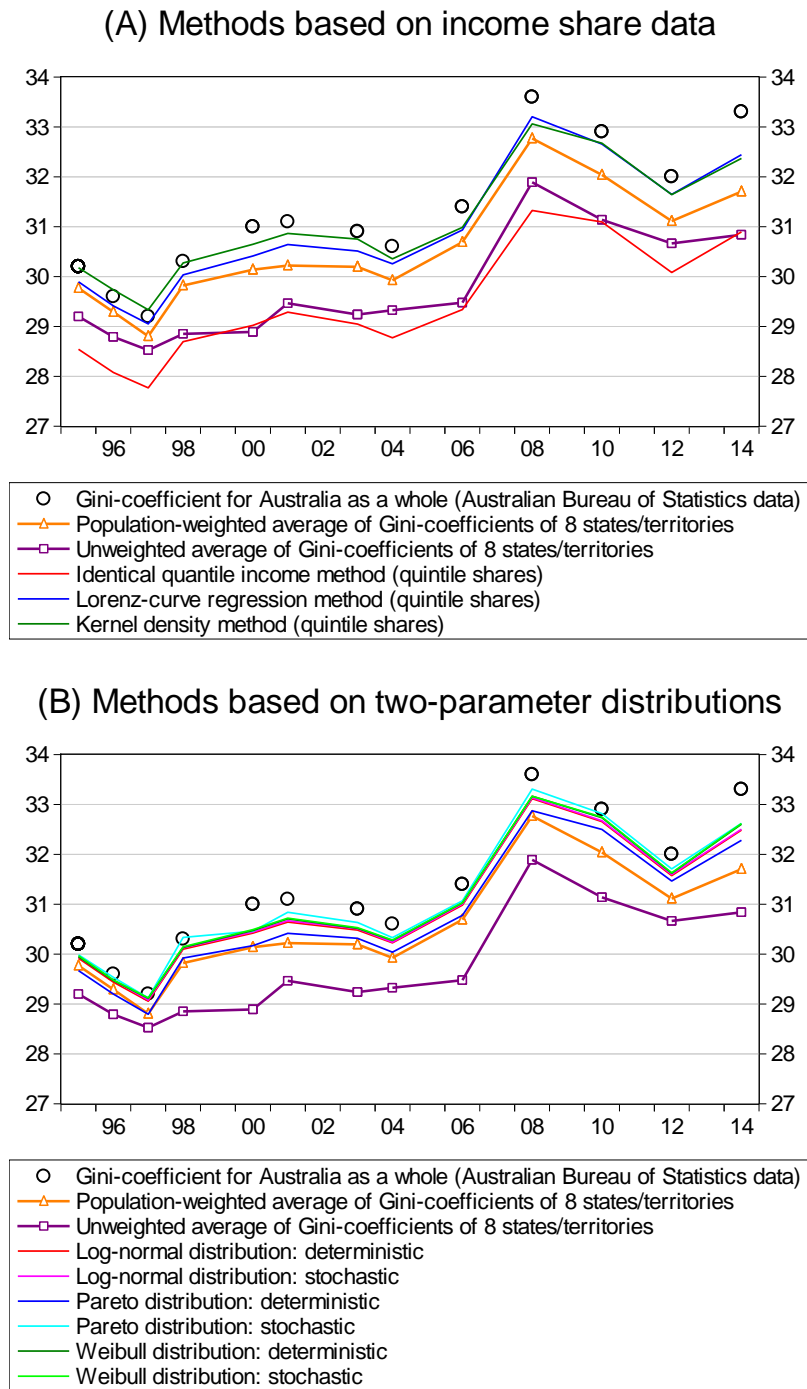 (A) Methods based on income share data
34 34
33 33
32 32
31 31
30 30
29 29
28 28
27 27
96 98 00 02 04 06 08 10 12 14
Gini-coefficient for Australia as a whole (Australian Bureau of Statistics data)
Population-weighted average of Gini-coefficients of 8 states/territories
Unweighted average of Gini-coefficients of 8 states/territories
Identical quantile income method (quintile shares)
Lorenz-curve regression method (quintile shares)
Kernel density method (quintile shares)
(B) Methods based on two-parameter distributions
34 34
33 33
32 32
31 31
30 30
29 29
28 28
27 27
96 98 00 02 04 06 08 10 12 14
Gini-coefficient for Australia as a whole (Australian Bureau of Statistics data)
Population-weighted average of Gini-coefficients of 8 states/territories
Unweighted average of Gini-coefficients of 8 states/territories
Log-normal distribution: deterministic
Log-normal distribution: stochastic
Pareto distribution: deterministic
Pareto distribution: stochastic
Weibull distribution: deterministic
Weibull distribution: stochastic